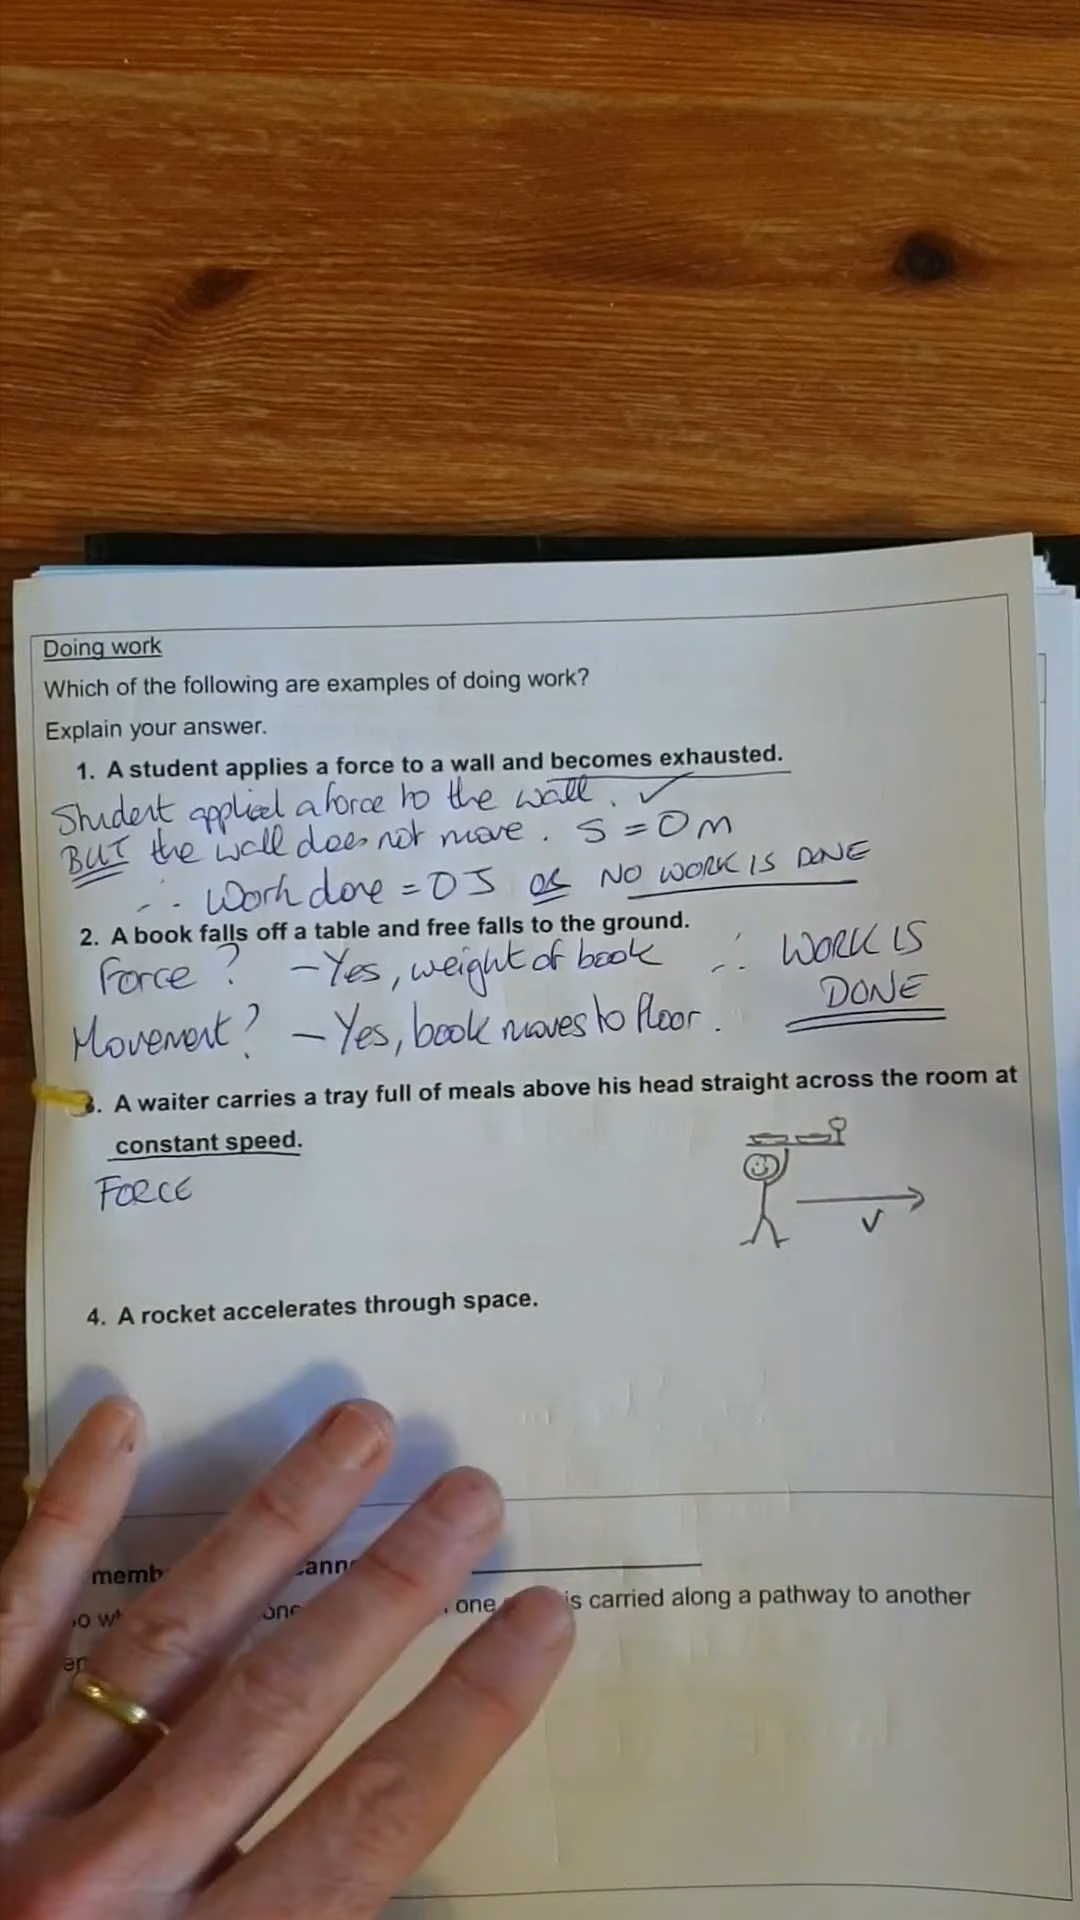 Doing work
Which of the following are examples of doing work?
Explain your answer.
1. A student applies a force to a wall and becomes exhausted.
Student applied a force to the wall. ✓
BUT the wall does not move. S = 0 m
∴ Work done = 0 J OR NO WORK IS DONE
2. A book falls off a table and free falls to the ground.
Force? - Yes, weight of book ∴ WORK IS
DONE
Movement? - Yes, book moves to floor.
3. A waiter carries a tray full of meals above his head straight across the room at
constant speed.
FORCE
v
4. A rocket accelerates through space.
one is carried along a pathway to another